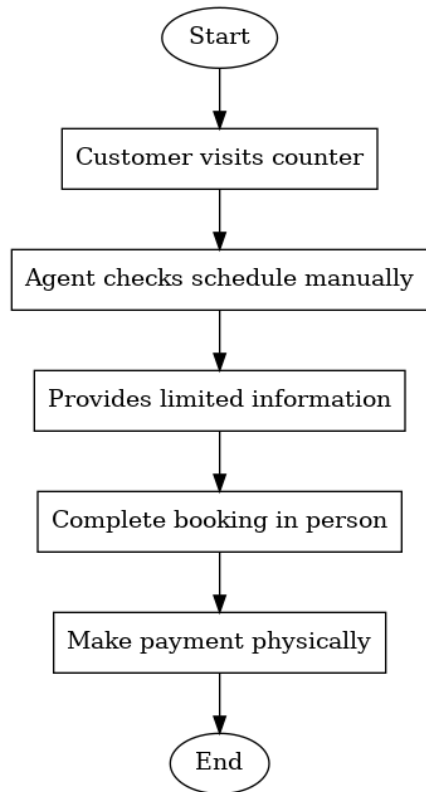 Start
Customer visits counter
Agent checks schedule manually
Provides limited information
Complete booking in person
Make payment physically
End